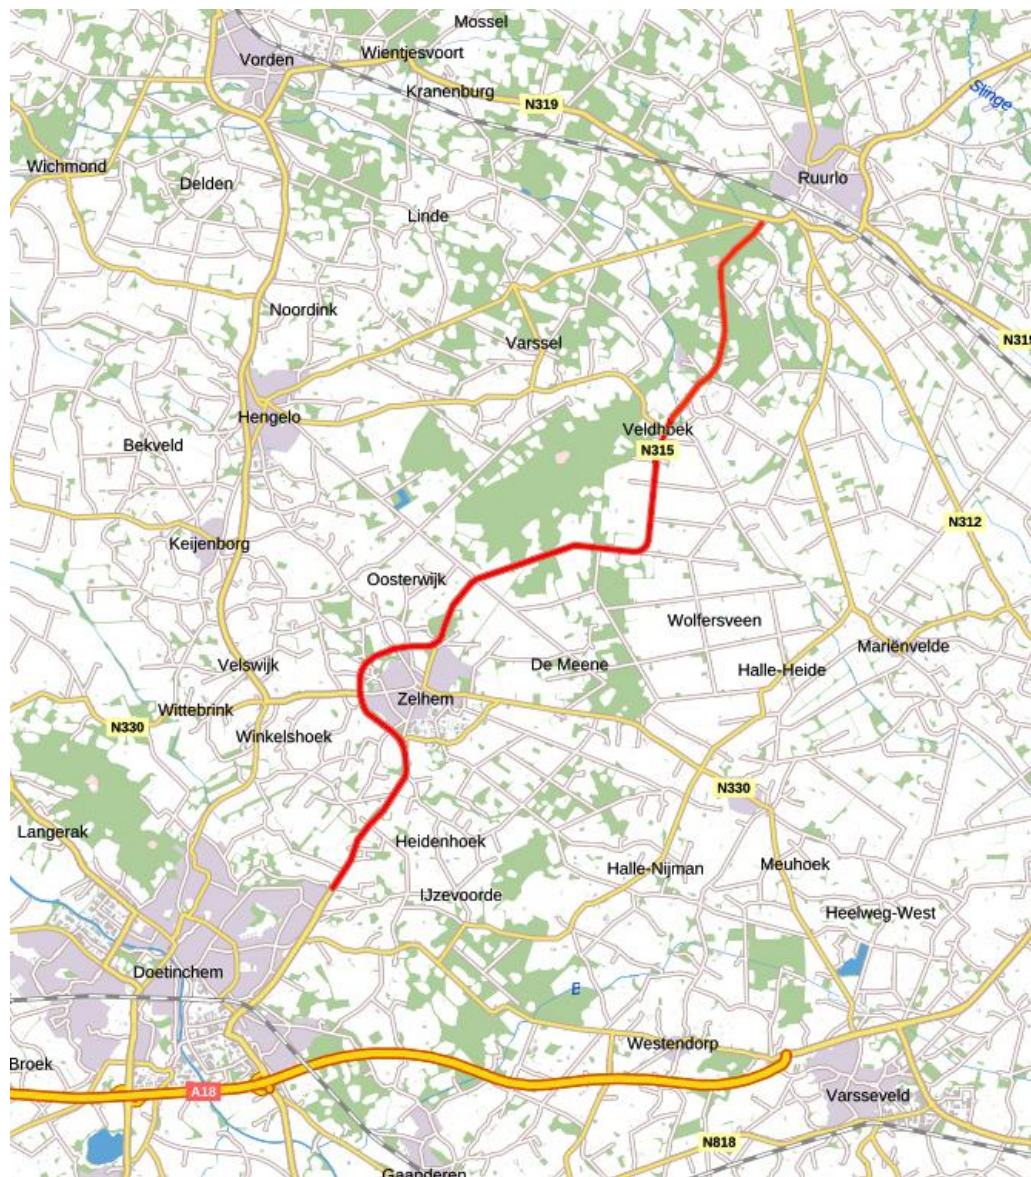 Mossel
Wientjesvoort
Vorden
Kranenburg
N319
Slinge
Wichmond
Ruurlo
Delden
Linde
Noordink
Varssel
N319
Hengelo
Veldhoek
Bekveld
N315
N312
Keijenborg
Oosterwijk
Wolfersveen
Mariënvelde
Velswijk
De Meene
Halle-Heide
Zelhem
Wittebrink
N330
Winkelshoek
N330
Langerak
Heidenhoek
Halle-Nijman
Meuhoek
IJzevoorde
Heelweg-West
Doetinchem
E
Westendorp
Broek
A18
Varsseveld
N818
Gaanderen